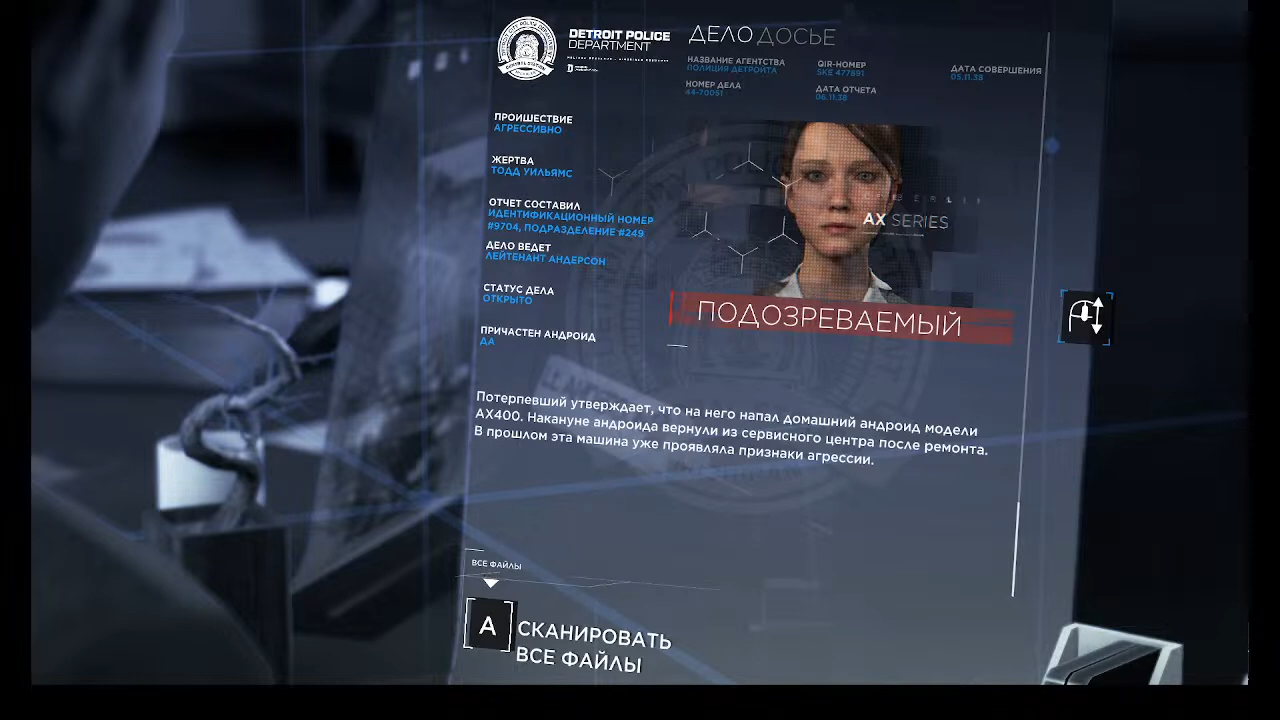 DETROIT POLICE
DEPARTMENT
ДЕЛО ДОСЬЕ
НАЗВАНИЕ АГЕНТСТВА
ПОЛИЦИЯ ДЕТРОИТА
QIR-НОМЕР
SKE 477991
ДАТА СОВЕРШЕНИЯ
05.11.38
НОМЕР ДЕЛА
44-70051
ДАТА ОТЧЕТА
06.11.38
ПРОИШЕСТВИЕ
АГРЕССИВНО
ЖЕРТВА
ТОДД УИЛЬЯМС
ОТЧЕТ СОСТАВИЛ
ИДЕНТИФИКАЦИОННЫЙ НОМЕР
#9704, ПОДРАЗДЕЛЕНИЕ #249
ДЕЛО ВЕДЕТ
ЛЕЙТЕНАНТ АНДЕРСОН
СТАТУС ДЕЛА
ОТКРЫТО
ПРИЧАСТЕН АНДРОИД
ДА
AX SERIES
ПОДОЗРЕВАЕМЫЙ
Потерпевший утверждает, что на него напал домашний андроид модели
AX400. Накануне андроида вернули из сервисного центра после ремонта.
В прошлом эта машина уже проявляла признаки агрессии.
ВСЕ ФАЙЛЫ
A
СКАНИРОВАТЬ
ВСЕ ФАЙЛЫ